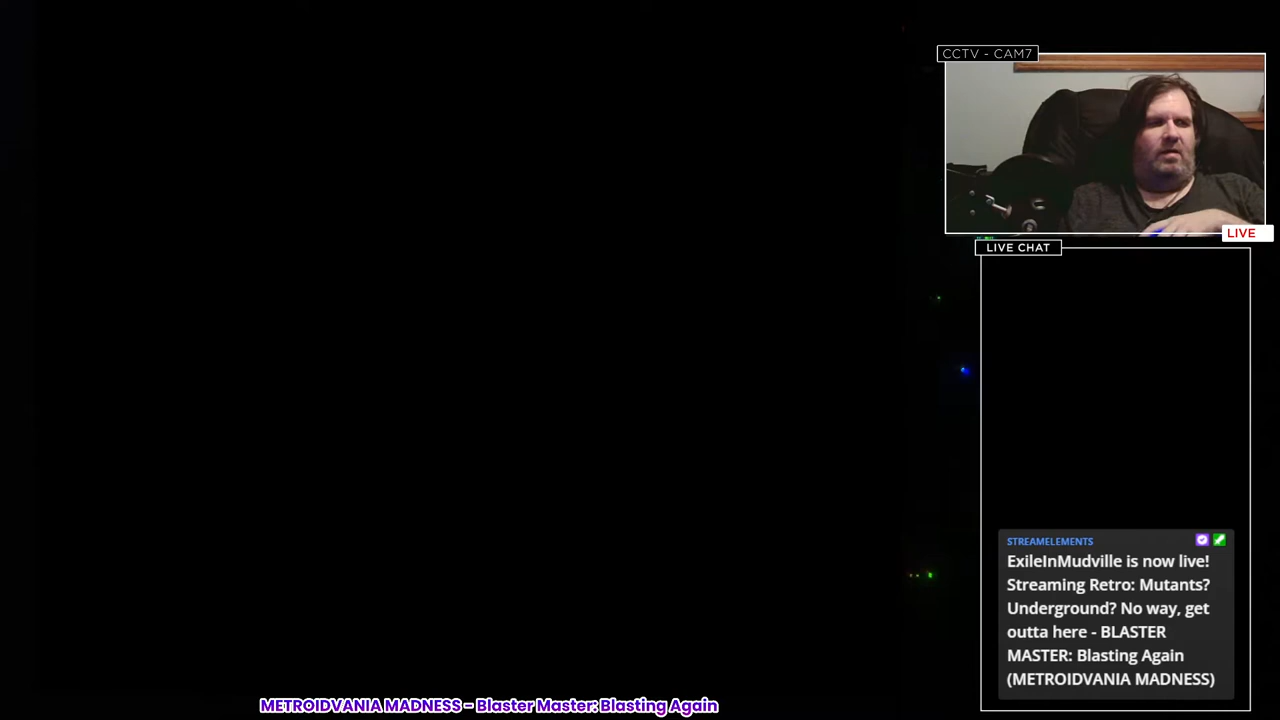 CCTV - CAM7
LIVE
LIVE CHAT
STREAMELEMENTS
ExileInMudville is now live!
Streaming Retro: Mutants?
Underground? No way, get
outta here - BLASTER
MASTER: Blasting Again
(METROIDVANIA MADNESS)
METROIDVANIA MADNESS - Blaster Master: Blasting Again